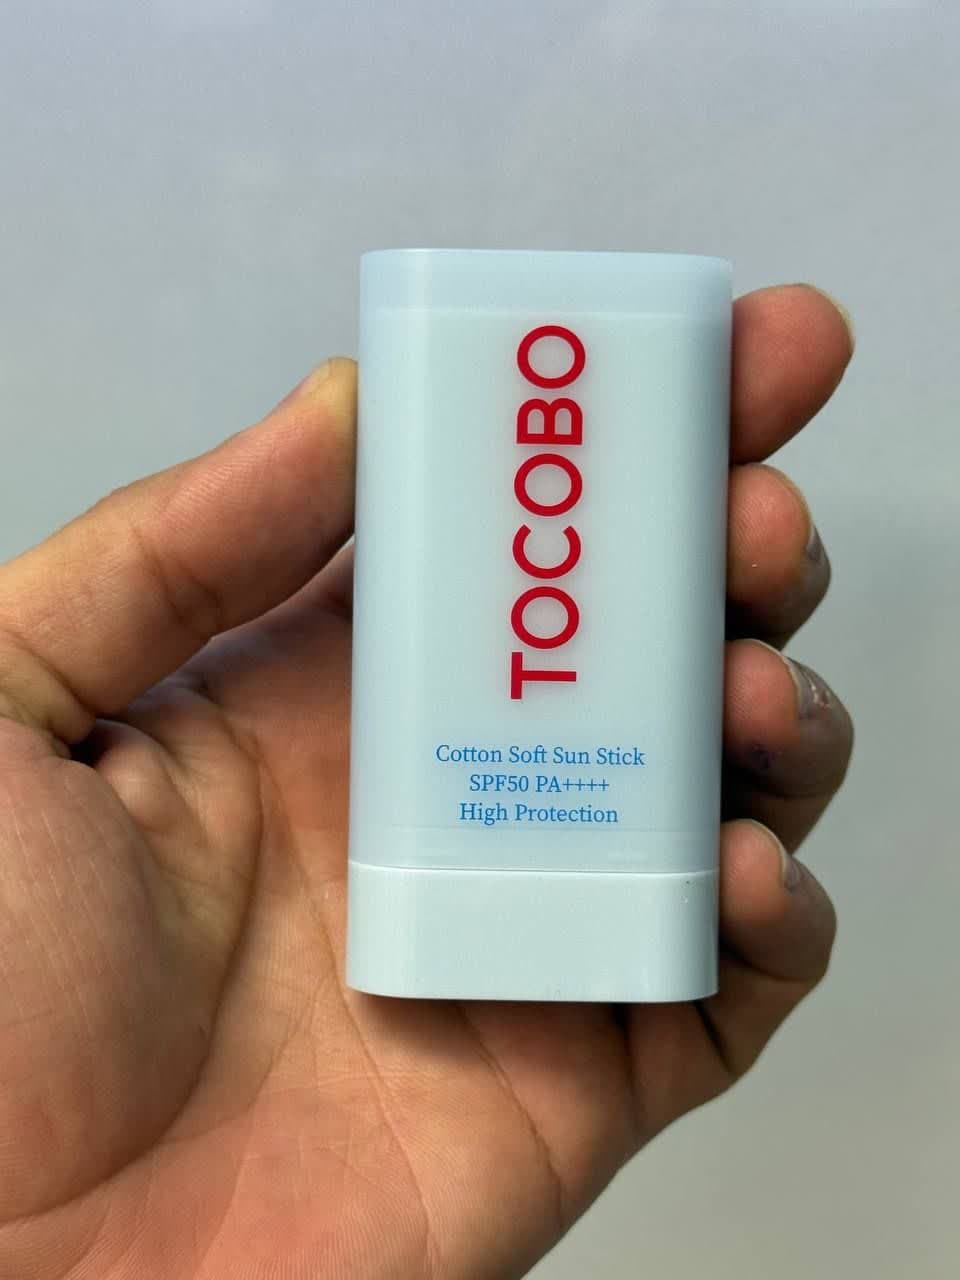 TOCOBO
Cotton Soft Sun Stick
SPF50 PA++++
High Protection